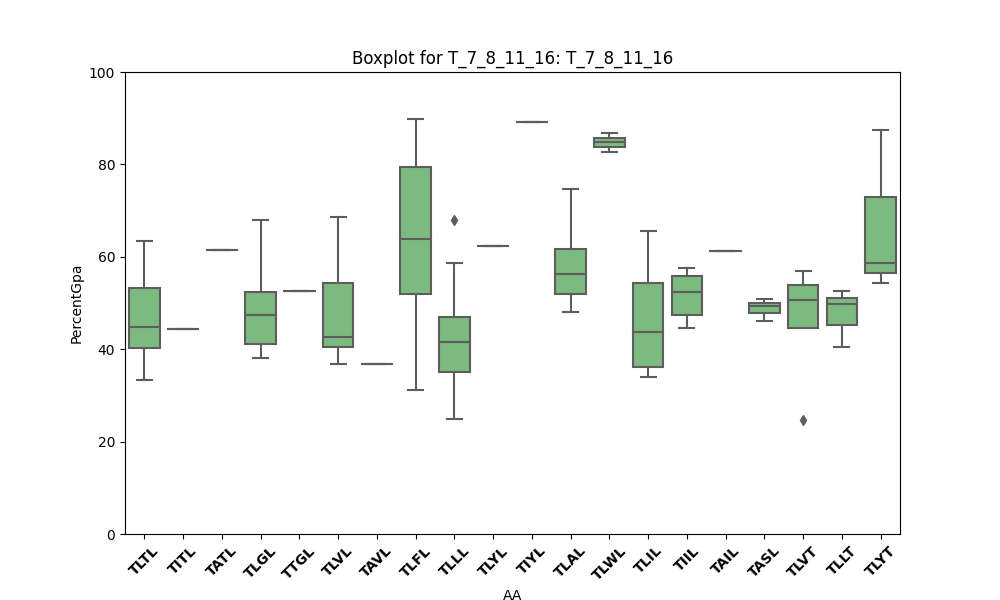 Boxplot for T_7_8_11_16: T_7_8_11_16
PercentGpa
100
80
60
40
20
0
TLTL TITL TATL TLGL TTGL TLVL TAVL TLFL TLLL TLYL TIYL TLAL TLWL TLIL TIIL TAIL TASL TLVT TLLT TLYT
AA